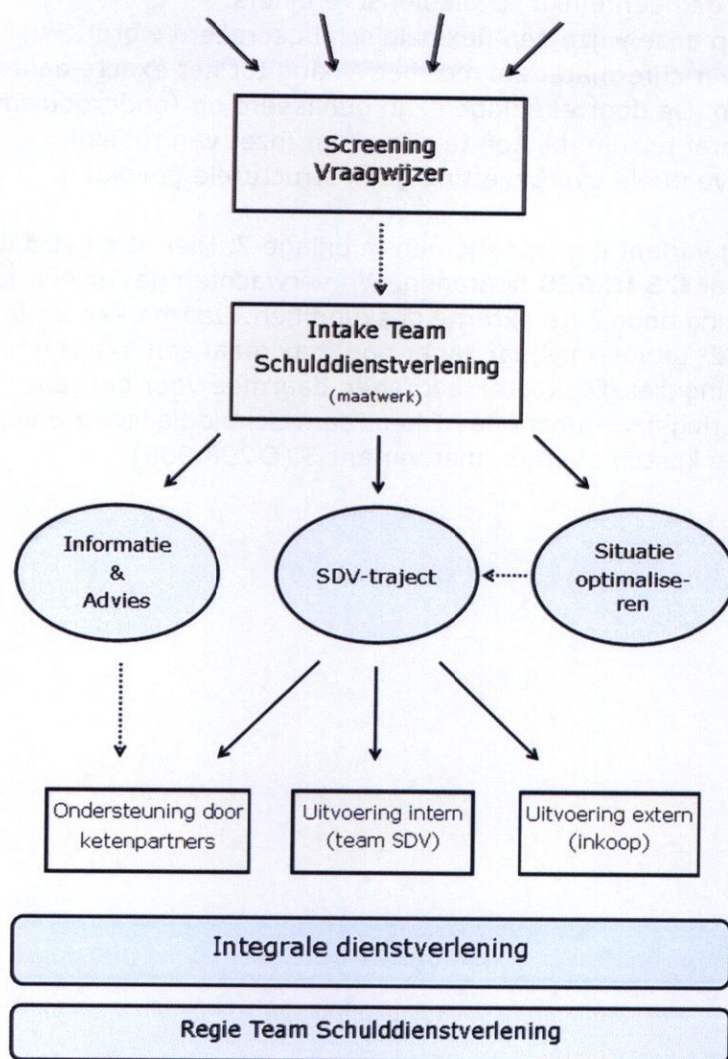 Screening
Vraagwijzer
Intake Team
Schulddienstverlening
(maatwerk)
Informatie
&
Advies
SDV-traject
Situatie
optimalise-
ren
Ondersteuning door
ketenpartners
Uitvoering intern
(team SDV)
Uitvoering extern
(inkoop)
Integrale dienstverlening
Regie Team Schulddienstverlening